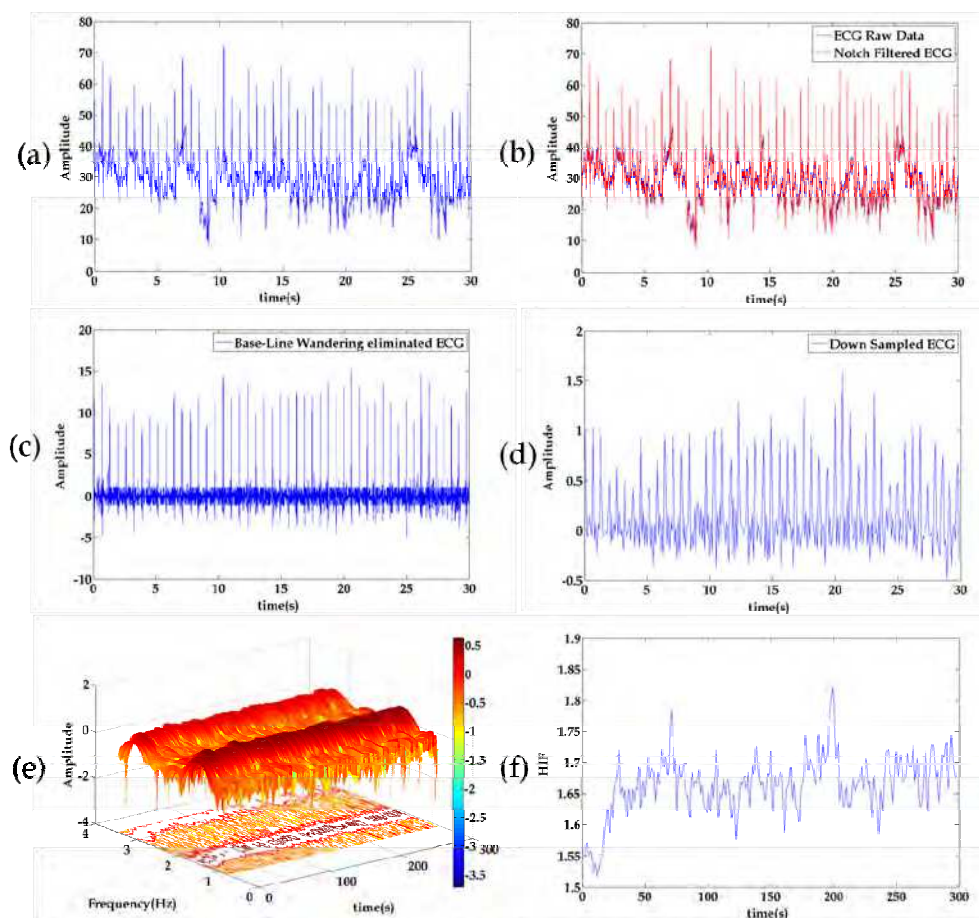 (a)
Amplitude
80
70
60
50
40
30
20
10
0
0 5 10 15 20 25 30
time(s)
(b)
Amplitude
80
70
60
50
40
30
20
10
0
ECG Raw Data
Notch Filtered ECG
0 5 10 15 20 25 30
time(s)
(c)
Amplitude
20
15
10
5
0
-5
-10
Base-Line Wandering eliminated ECG
0 5 10 15 20 25 30
time(s)
(d)
Amplitude
2
1.5
1
0.5
0
-0.5
Down Sampled ECG
0 5 10 15 20 25 30
time(s)
(e)
Amplitude
2
0
-2
-4
4
3
2
1
0
Frequency(Hz)
0
100
200
300
time(s)
0.5
0
-0.5
-1
-1.5
-2
-2.5
-3
-3.5
(f)
HIF
1.9
1.85
1.8
1.75
1.7
1.65
1.6
1.55
1.5
0 50 100 150 200 250 300
time(s)